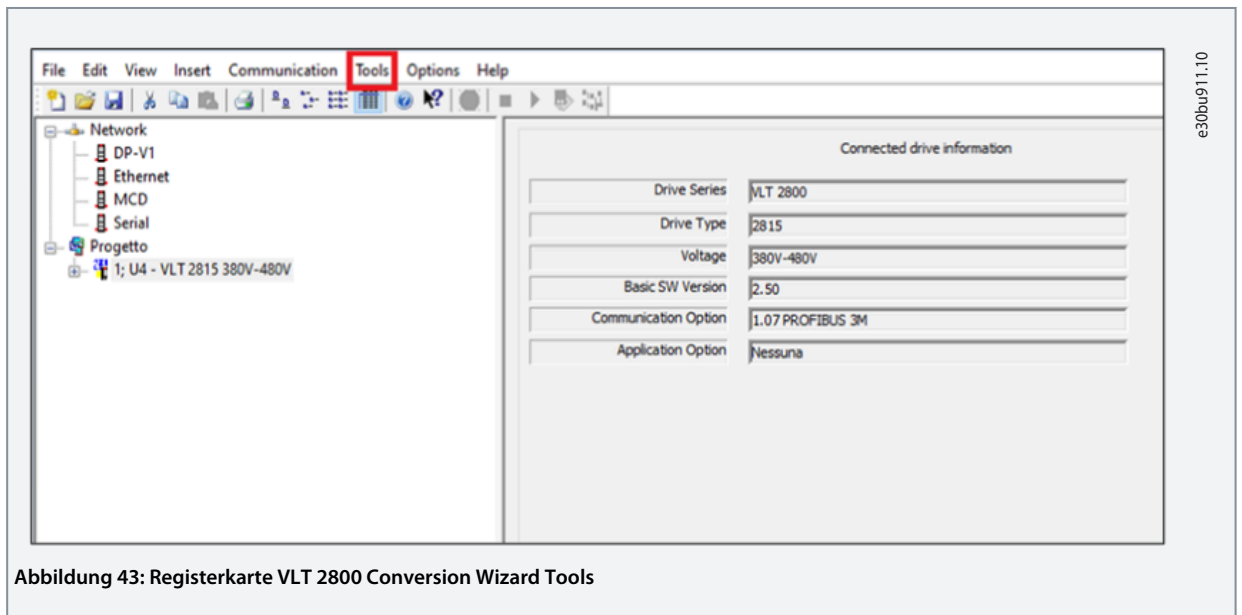 File Edit View Insert Communication Tools Options Help
Network
DP-V1
Ethernet
MCD
Serial
Progetto
1; U4 - VLT 2815 380V-480V
Connected drive information
Drive Series VLT 2800
Drive Type 2815
Voltage 380V-480V
Basic SW Version 2.50
Communication Option 1.07 PROFIBUS 3M
Application Option Nessuna
e30bu911.10
Abbildung 43: Registerkarte VLT 2800 Conversion Wizard Tools